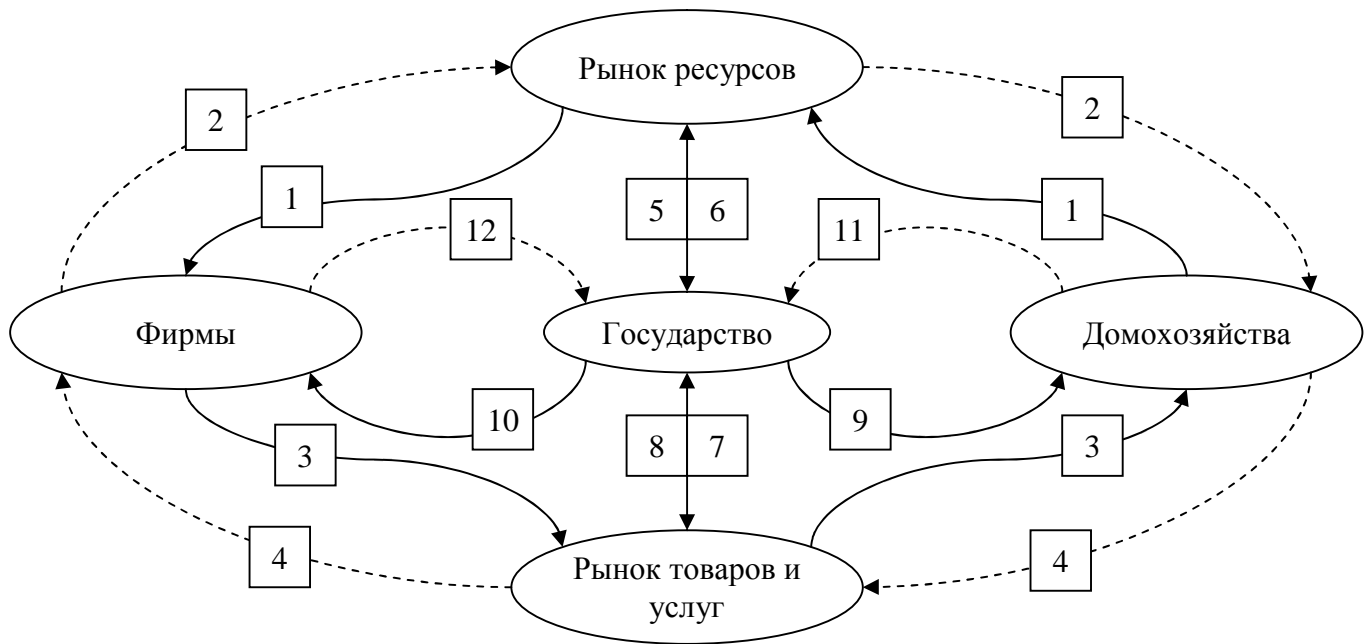 Рынок ресурсов
2
2
1
5
6
1
12
11
Фирмы
Государство
Домохозяйства
10
9
3
8
7
3
4
4
Рынок товаров и
услуг